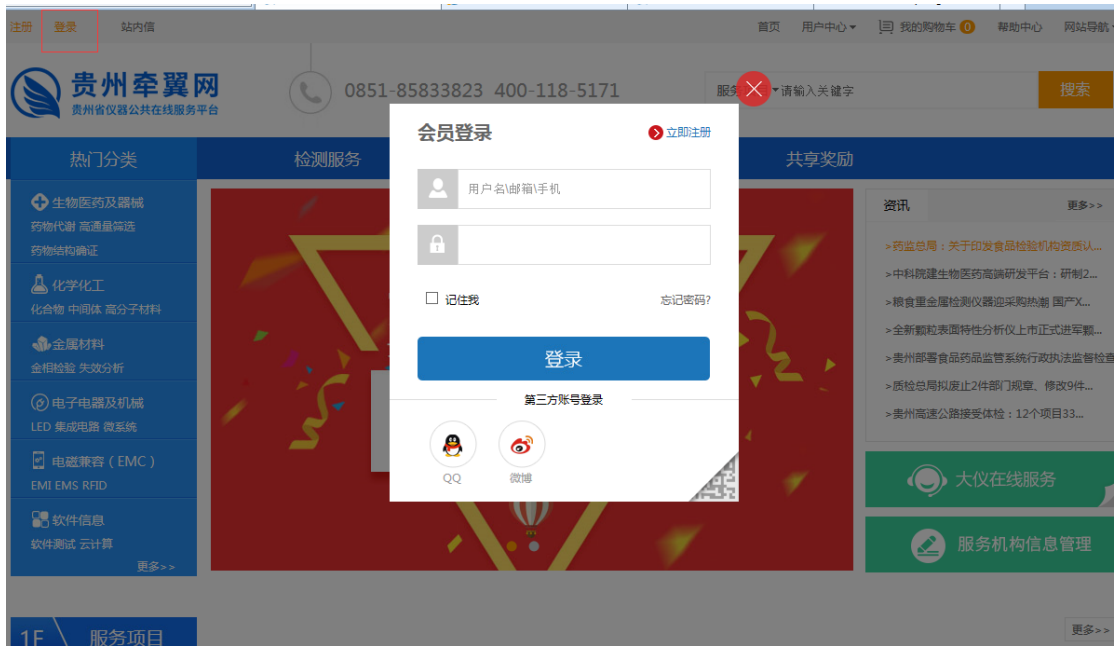 注册 登录 站内信 首页 用户中心 我的购物车 0 帮助中心 网站导航
贵州牵翼网
贵州省仪器公共在线服务平台
0851-85833823 400-118-5171
请输入关键字 搜索
热门分类 检测服务 共享奖励
会员登录 立即注册
用户名\邮箱\手机
记住我 忘记密码?
登录
第三方账号登录
QQ 微博
生物医药及器械
药物代谢 高通量筛选
药物结构确证
化学化工
化合物 中间体 高分子材料
金属材料
金相检验 失效分析
电子电器及机械
LED 集成电路 微系统
电磁兼容(EMC)
EMI EMS RFID
软件信息
软件测试 云计算
更多>>
资讯 更多>>
>药监总局:关于印发食品检验机构资质认...
>中科院建生物医药高端研发平台:研制2...
>粮食重金属检测仪器迎采购热潮 国产X...
>全新颗粒表面特性分析仪上市正式进军颗...
>贵州部署食品药品监管系统行政执法监督检查
>质检总局拟废止2件部门规章、修改9件...
>贵州高速公路接受体检:12个项目33...
大仪在线服务
服务机构信息管理
1F 服务项目 更多>>